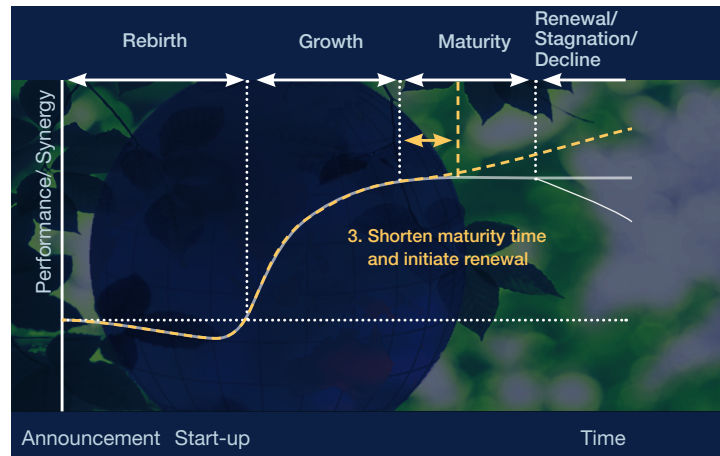 Rebirth
Growth
Maturity
Renewal/
Stagnation/
Decline
Performance/ Synergy
3. Shorten maturity time
and initiate renewal
Announcement
Start-up
Time